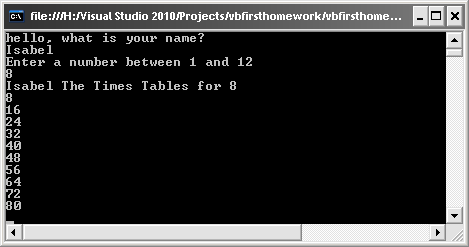 file:///H:/Visual Studio 2010/Projects/vbfirsthomework/vbfirsthome...
hello, what is your name?
Isabel
Enter a number between 1 and 12
8
Isabel The Times Tables for 8
8
16
24
32
40
48
56
64
72
80